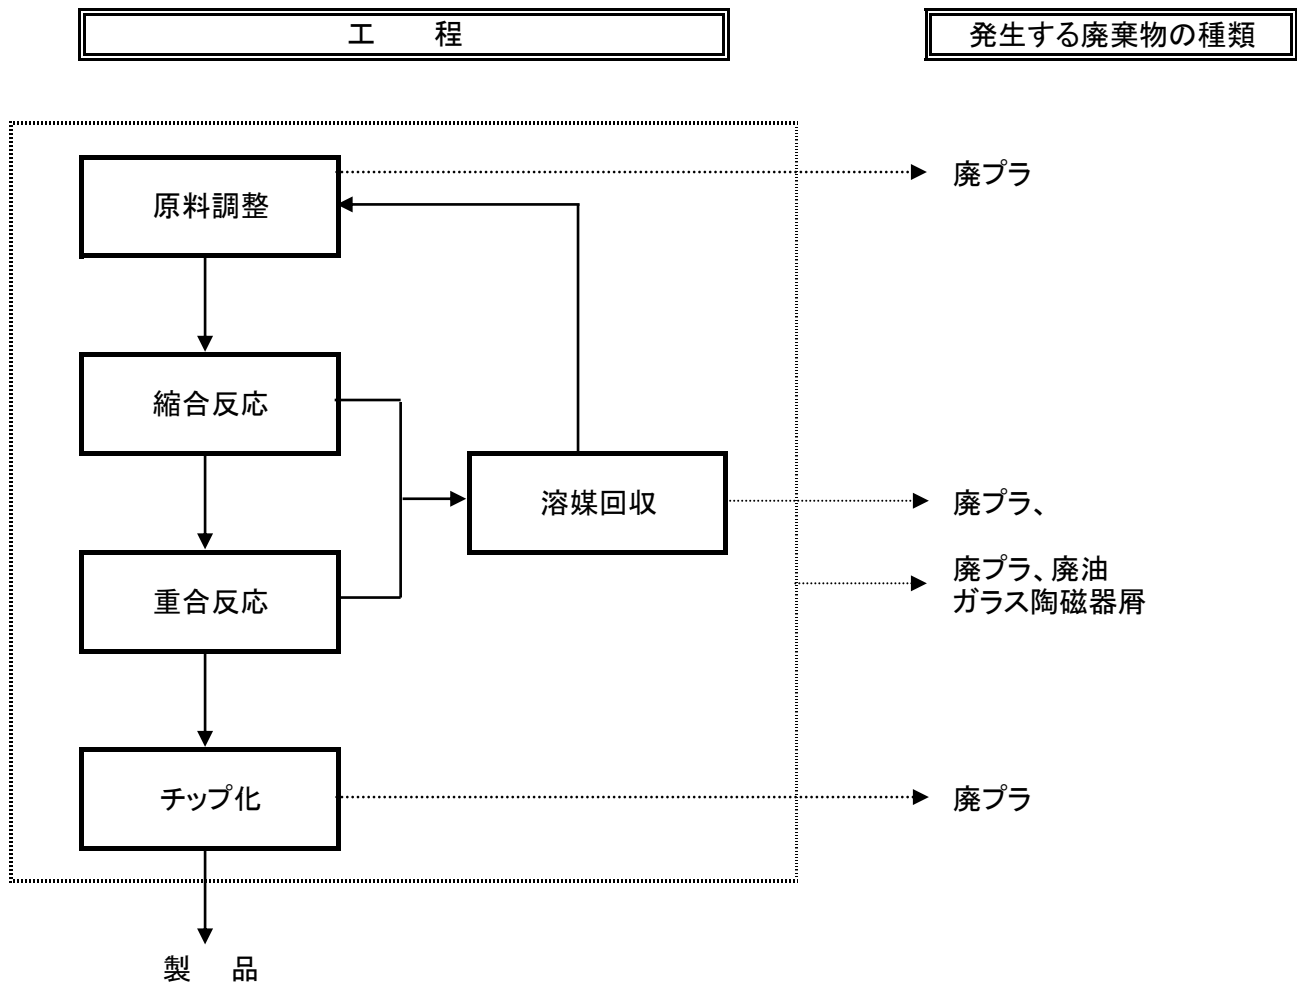 工　　程
発生する廃棄物の種類
原料調整
廃プラ
縮合反応
溶媒回収
廃プラ、
廃プラ、廃油
ガラス陶磁器屑
重合反応
チップ化
廃プラ
製　品